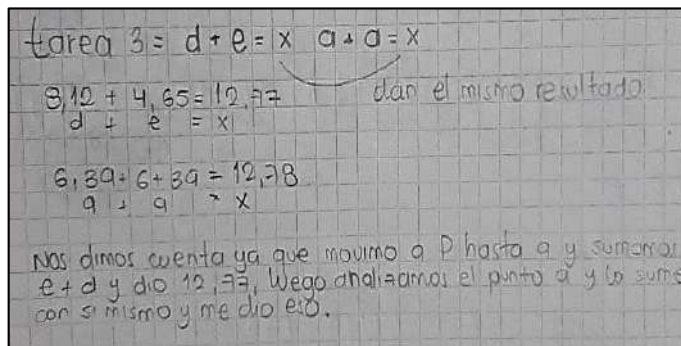 tarea 3 = d + e = x a + a = x
8,12 + 4,65 = 12,77 dan el mismo resultado
d + e = x
6,39 + 6 + 39 = 12,78
a + a = x
Nos dimos cuenta ya que movimo a P hasta a y sumamos
e + d y dio 12,77, luego analizamos el punto a y lo sume
con si mismo y me dio eso.